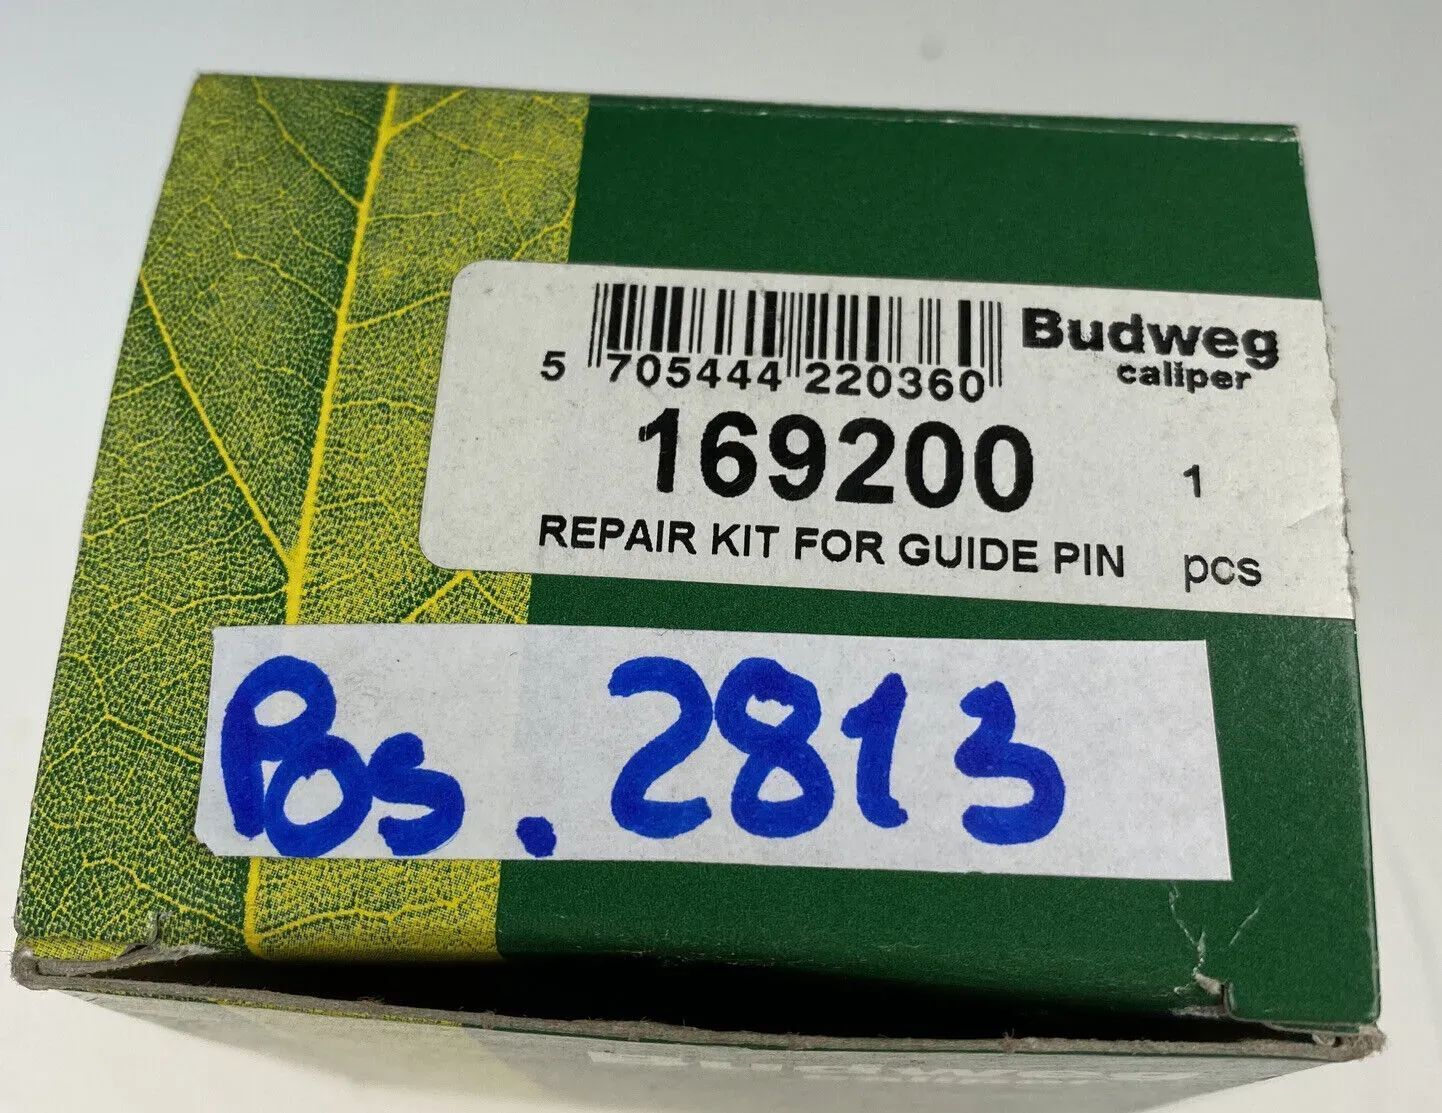 5 705444 220360
Budweg
caliper
169200
1
REPAIR KIT FOR GUIDE PIN
pcs
Pos. 2813